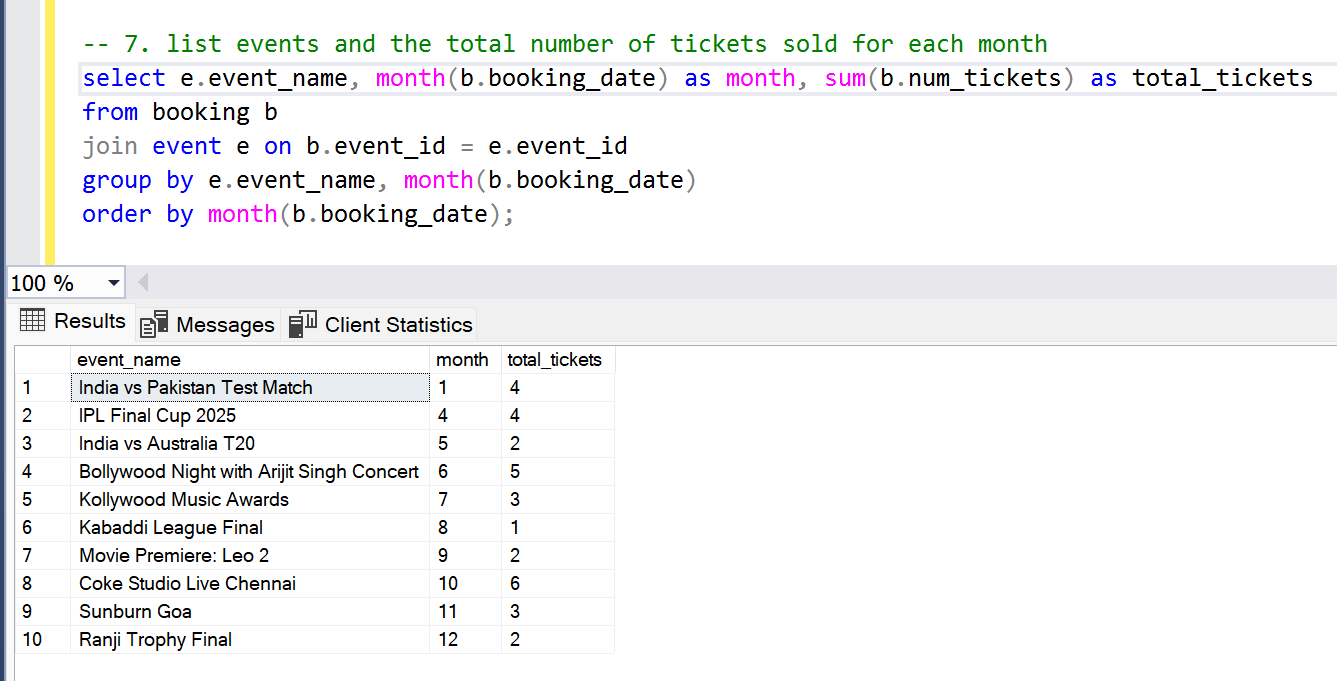 -- 7. list events and the total number of tickets sold for each month
select e.event_name, month(b.booking_date) as month, sum(b.num_tickets) as total_tickets
from booking b
join event e on b.event_id = e.event_id
group by e.event_name, month(b.booking_date)
order by month(b.booking_date);
100 %
Results Messages Client Statistics
event_name month total_tickets
1 India vs Pakistan Test Match 1 4
2 IPL Final Cup 2025 4 4
3 India vs Australia T20 5 2
4 Bollywood Night with Arijit Singh Concert 6 5
5 Kollywood Music Awards 7 3
6 Kabaddi League Final 8 1
7 Movie Premiere: Leo 2 9 2
8 Coke Studio Live Chennai 10 6
9 Sunburn Goa 11 3
10 Ranji Trophy Final 12 2